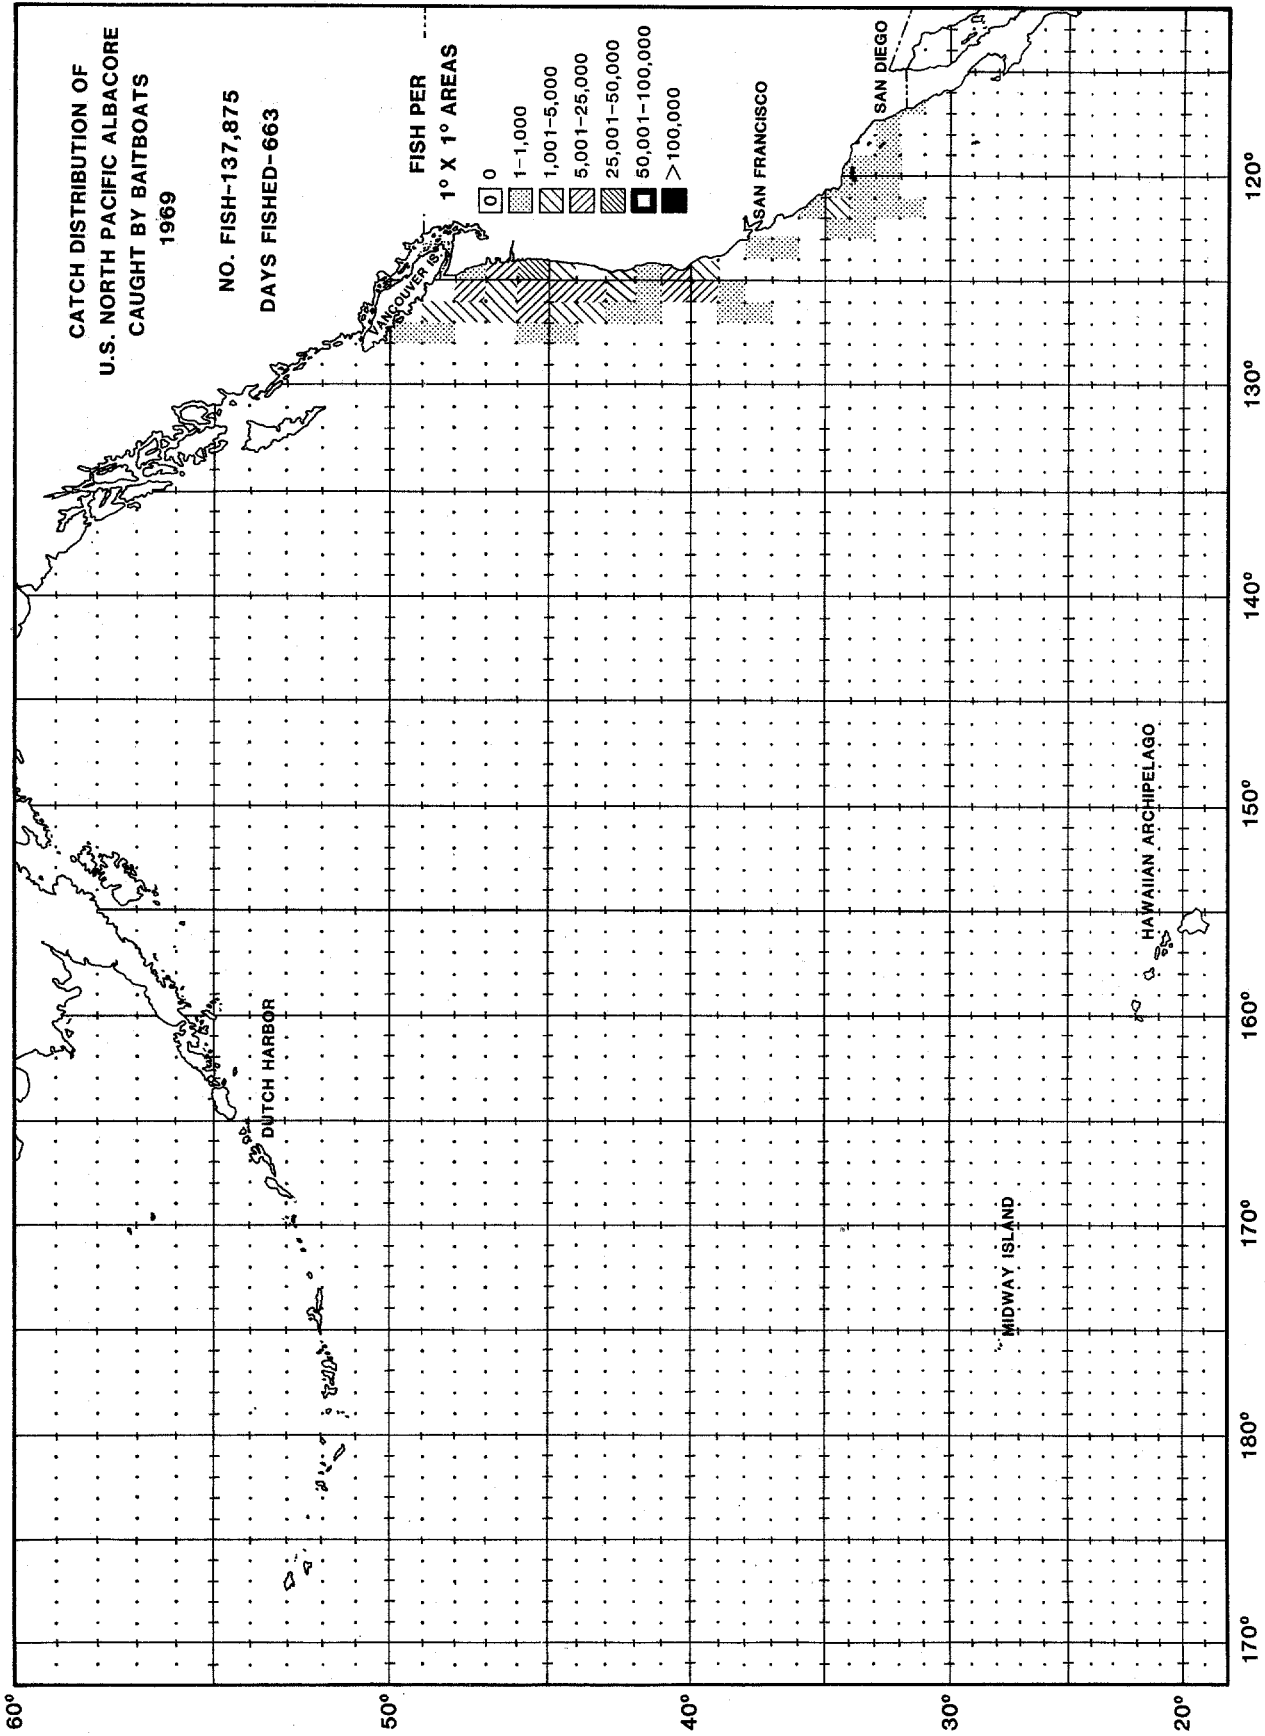 CATCH DISTRIBUTION OF
U.S. NORTH PACIFIC ALBACORE
CAUGHT BY BAITBOATS
1969
NO. FISH-137,875
DAYS FISHED-663
FISH PER
1° X 1° AREAS
0 0
1-1,000
1,001-5,000
5,001-25,000
25,001-50,000
50,001-100,000
>100,000
VANCOUVER IS.
SAN FRANCISCO
SAN DIEGO
DUTCH HARBOR
MIDWAY ISLAND
HAWAIIAN ARCHIPELAGO
60°
50°
40°
30°
20°
170°
180°
170°
160°
150°
140°
130°
120°